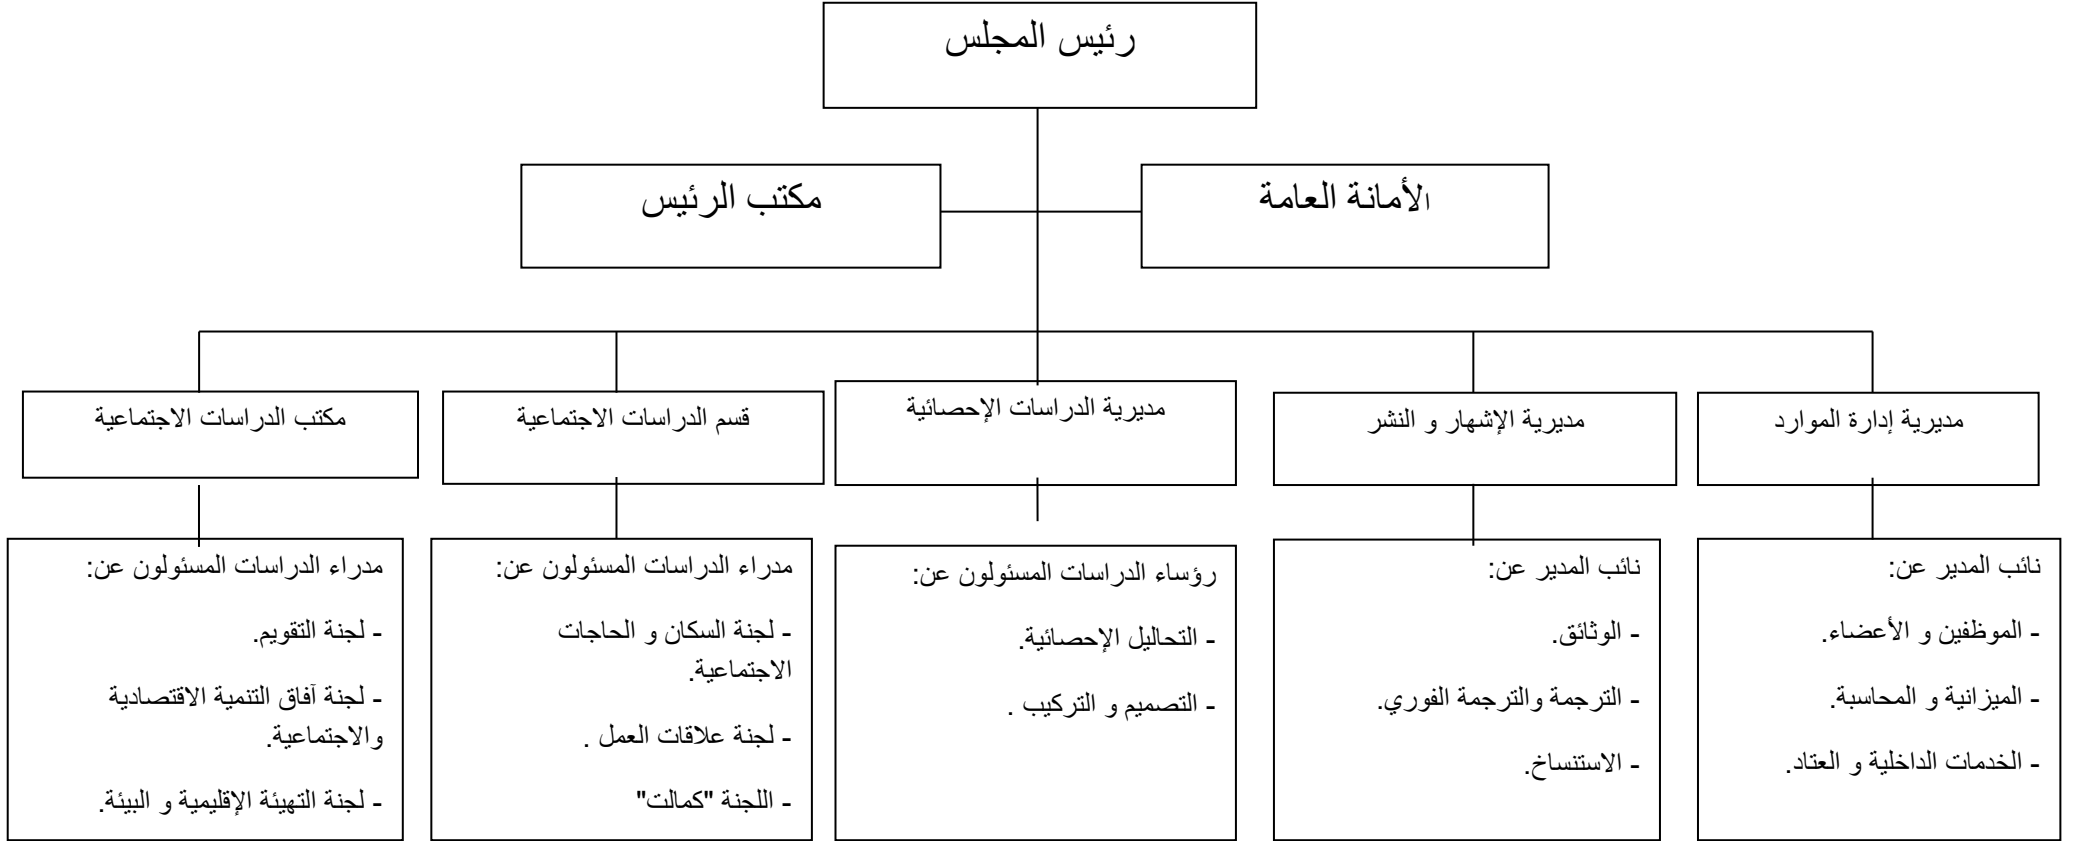 رئيس المجلس
الأمانة العامة
مكتب الرئيس
مديرية إدارة الموارد
مديرية الإشهار و النشر
مديرية الدراسات الإحصائية
قسم الدراسات الاجتماعية
مكتب الدراسات الاجتماعية
نائب المدير عن:
- الموظفين و الأعضاء.
- الميزانية و المحاسبة.
- الخدمات الداخلية و العتاد.
نائب المدير عن:
- الوثائق.
- الترجمة والترجمة الفوري.
- الاستنساخ.
رؤساء الدراسات المسئولون عن:
- التحاليل الإحصائية.
- التصميم و التركيب .
مدراء الدراسات المسئولون عن:
- لجنة السكان و الحاجات
الاجتماعية.
- لجنة علاقات العمل .
- اللجنة "كمالت"
مدراء الدراسات المسئولون عن:
- لجنة التقويم.
- لجنة آفاق التنمية الاقتصادية
والاجتماعية.
- لجنة التهيئة الإقليمية و البيئة.